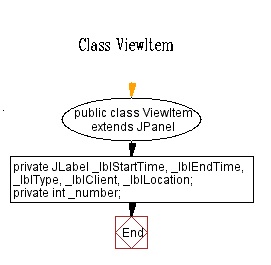 Class ViewItem
public class ViewItem
extends JPanel
private JLabel _lblStartTime, _lblEndTime,
_lblType, _lblClient, _lblLocation;
private int _number;
End